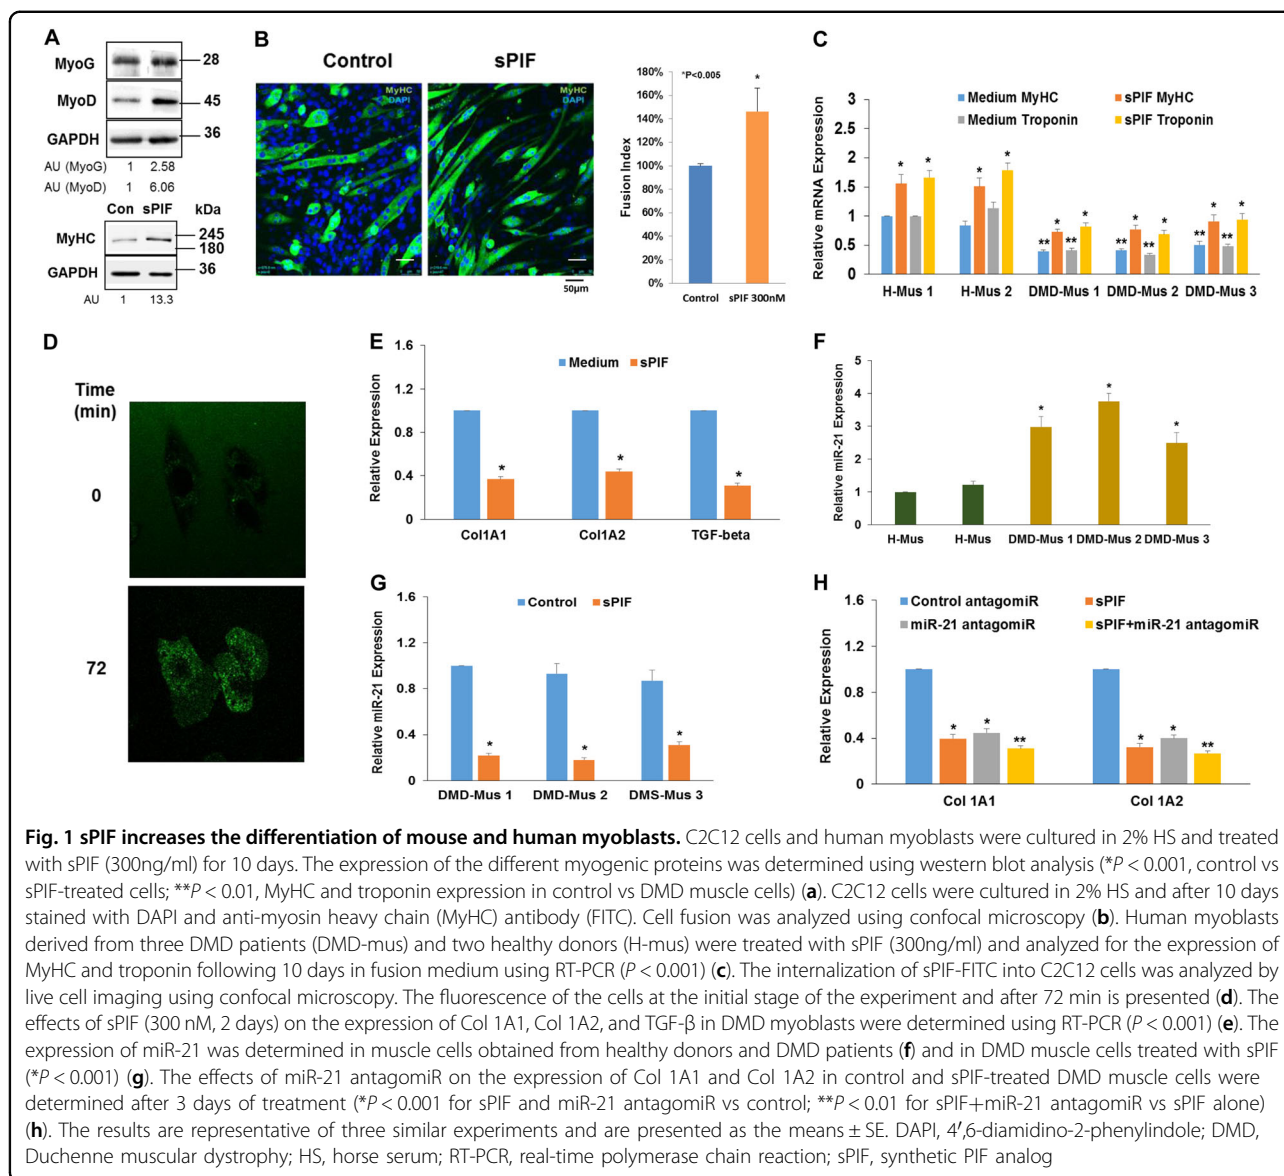 A
MyoG
28
MyoD
45
GAPDH
36
AU (MyoG) 1 2.58
AU (MyoD) 1 6.06
Con sPIF kDa
MyHC
245
180
GAPDH
36
AU 1 13.3
B
Control sPIF
MyHC
DAPI
MyHC
DAPI
50µm
*P<0.005
*
Fusion Index
180%
160%
140%
120%
100%
80%
60%
40%
20%
0%
Control sPIF 300nM
C
Medium MyHC sPIF MyHC
Medium Troponin sPIF Troponin
Relative mRNA Expression
3
2.5
2
1.5
1
0.5
0
* * * * ** * ** * ** * ** * ** * ** *
H-Mus 1 H-Mus 2 DMD-Mus 1 DMD-Mus 2 DMD-Mus 3
D
Time
(min)
0
72
E
Medium sPIF
Relative Expression
1.6
1.2
0.8
0.4
0
* * *
Col1A1 Col1A2 TGF-beta
F
Relative miR-21 Expression
5
4
3
2
1
0
* * *
H-Mus H-Mus DMD-Mus 1 DMD-Mus 2 DMD-Mus 3
G
Control sPIF
Relative miR-21 Expression
1.6
1.2
0.8
0.4
0
* * *
DMD-Mus 1 DMD-Mus 2 DMS-Mus 3
H
Control antagomiR sPIF
miR-21 antagomiR sPIF+miR-21 antagomiR
Relative Expression
1.6
1.2
0.8
0.4
0
* * ** * * **
Col 1A1 Col 1A2
Fig. 1 sPIF increases the differentiation of mouse and human myoblasts. C2C12 cells and human myoblasts were cultured in 2% HS and treated
with sPIF (300ng/ml) for 10 days. The expression of the different myogenic proteins was determined using western blot analysis (*P < 0.001, control vs
sPIF-treated cells; **P < 0.01, MyHC and troponin expression in control vs DMD muscle cells) (a). C2C12 cells were cultured in 2% HS and after 10 days
stained with DAPI and anti-myosin heavy chain (MyHC) antibody (FITC). Cell fusion was analyzed using confocal microscopy (b). Human myoblasts
derived from three DMD patients (DMD-mus) and two healthy donors (H-mus) were treated with sPIF (300ng/ml) and analyzed for the expression of
MyHC and troponin following 10 days in fusion medium using RT-PCR (P < 0.001) (c). The internalization of sPIF-FITC into C2C12 cells was analyzed by
live cell imaging using confocal microscopy. The fluorescence of the cells at the initial stage of the experiment and after 72 min is presented (d). The
effects of sPIF (300 nM, 2 days) on the expression of Col 1A1, Col 1A2, and TGF-β in DMD myoblasts were determined using RT-PCR (P < 0.001) (e). The
expression of miR-21 was determined in muscle cells obtained from healthy donors and DMD patients (f) and in DMD muscle cells treated with sPIF
(*P < 0.001) (g). The effects of miR-21 antagomiR on the expression of Col 1A1 and Col 1A2 in control and sPIF-treated DMD muscle cells were
determined after 3 days of treatment (*P < 0.001 for sPIF and miR-21 antagomiR vs control; **P < 0.01 for sPIF+miR-21 antagomiR vs sPIF alone)
(h). The results are representative of three similar experiments and are presented as the means ± SE. DAPI, 4′,6-diamidino-2-phenylindole; DMD,
Duchenne muscular dystrophy; HS, horse serum; RT-PCR, real-time polymerase chain reaction; sPIF, synthetic PIF analog